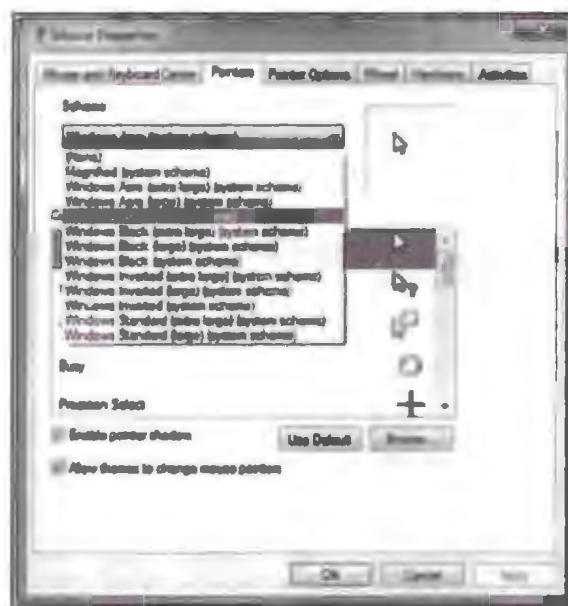 Mouse Properties
Mouse and Keyboard Center Pointers Pointer Options Wheel Hardware Activities
Scheme
Windows Aero (system scheme)
(None)
Magnified (system scheme)
Windows Aero (extra large) (system scheme)
Windows Aero (large) (system scheme)
Windows Black (extra large) (system scheme)
Windows Black (large) (system scheme)
Windows Black (system scheme)
Windows Inverted (extra large) (system scheme)
Windows Inverted (large) (system scheme)
Windows Inverted (system scheme)
Windows Standard (extra large) (system scheme)
Windows Standard (large) (system scheme)
Busy
Precision Select
Enable pointer shadow
Use Default Browse...
Allow themes to change mouse pointers
OK Cancel Apply